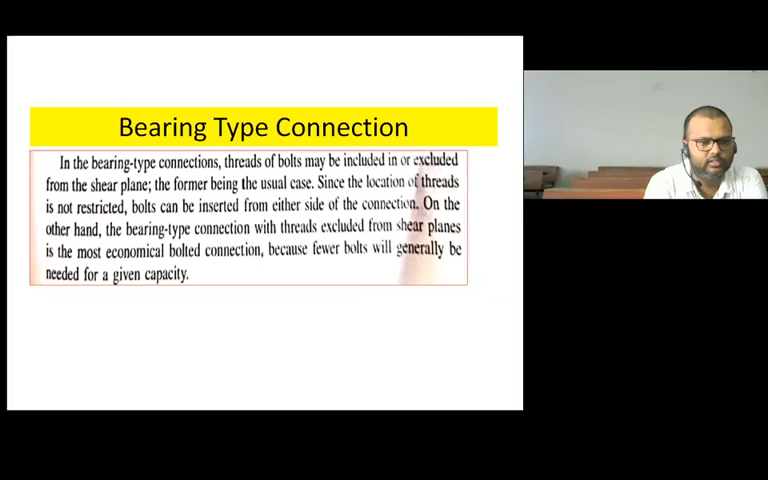 Bearing Type Connection
In the bearing-type connections, threads of bolts may be included in or excluded
from the shear plane; the former being the usual case. Since the location of threads
is not restricted, bolts can be inserted from either side of the connection. On the
other hand, the bearing-type connection with threads excluded from shear planes
is the most economical bolted connection, because fewer bolts will generally be
needed for a given capacity.